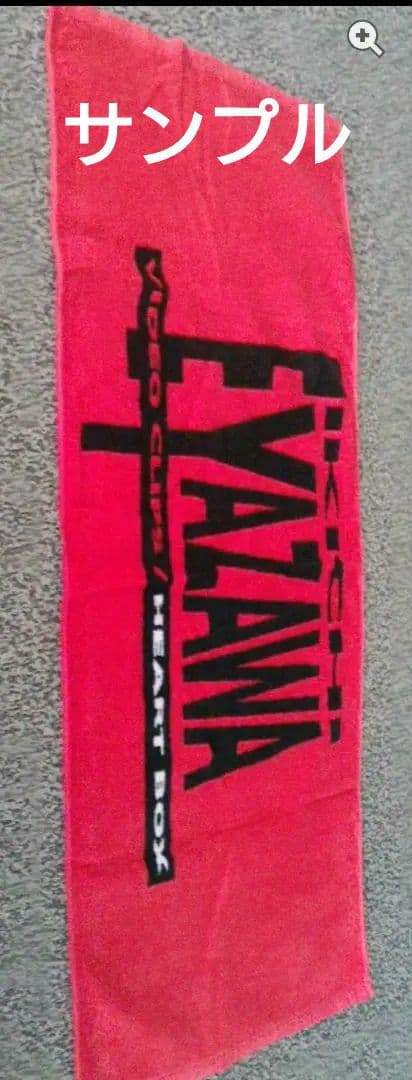 サンプル
EIKICHI
E.YAZAWA
VIDEO CLIPS / HEART BOX